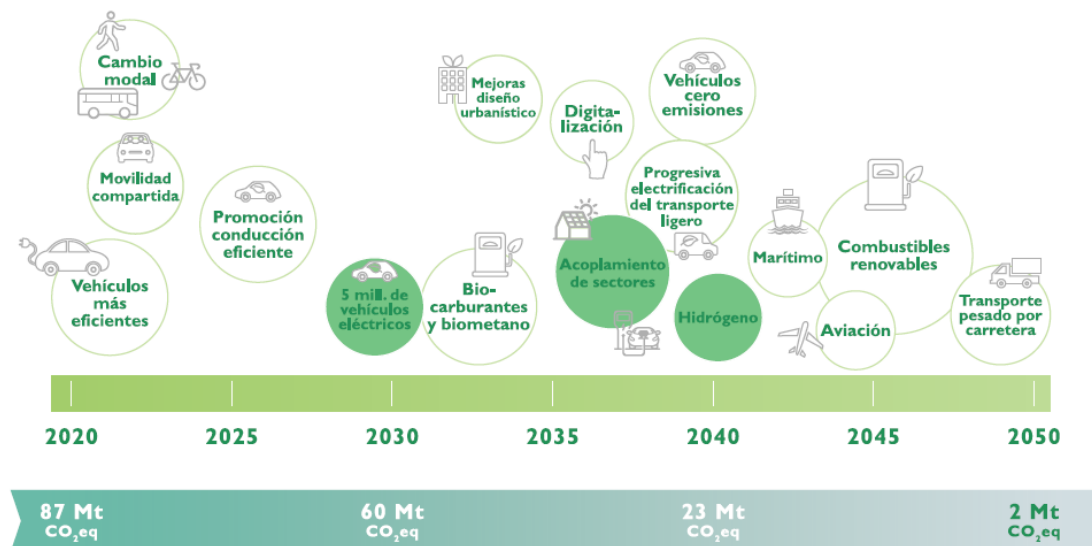 Cambio
modal
Movilidad
compartida
Vehículos
más
eficientes
Promoción
conducción
eficiente
5 mill. de
vehículos
eléctricos
Bio-
carburantes
y biometano
Mejoras
diseño
urbanístico
Digita-
lización
Vehículos
cero
emisiones
Progresiva
electrificación
del transporte
ligero
Acoplamiento
de sectores
Hidrógeno
Marítimo
Combustibles
renovables
Aviación
Transporte
pesado por
carretera
2020 2025 2030 2035 2040 2045 2050
87 Mt 60 Mt 23 Mt 2 Mt
CO₂eq CO₂eq CO₂eq CO₂eq